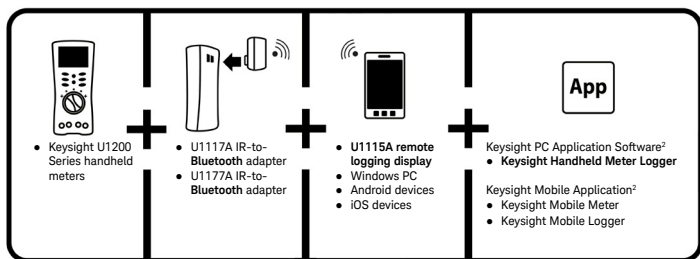 App
● Keysight U1200
Series handheld
meters
● U1117A IR-to-
Bluetooth adapter
● U1177A IR-to-
Bluetooth adapter
● U1115A remote
logging display
● Windows PC
● Android devices
● iOS devices
Keysight PC Application Software²
● Keysight Handheld Meter Logger
Keysight Mobile Application²
● Keysight Mobile Meter
● Keysight Mobile Logger